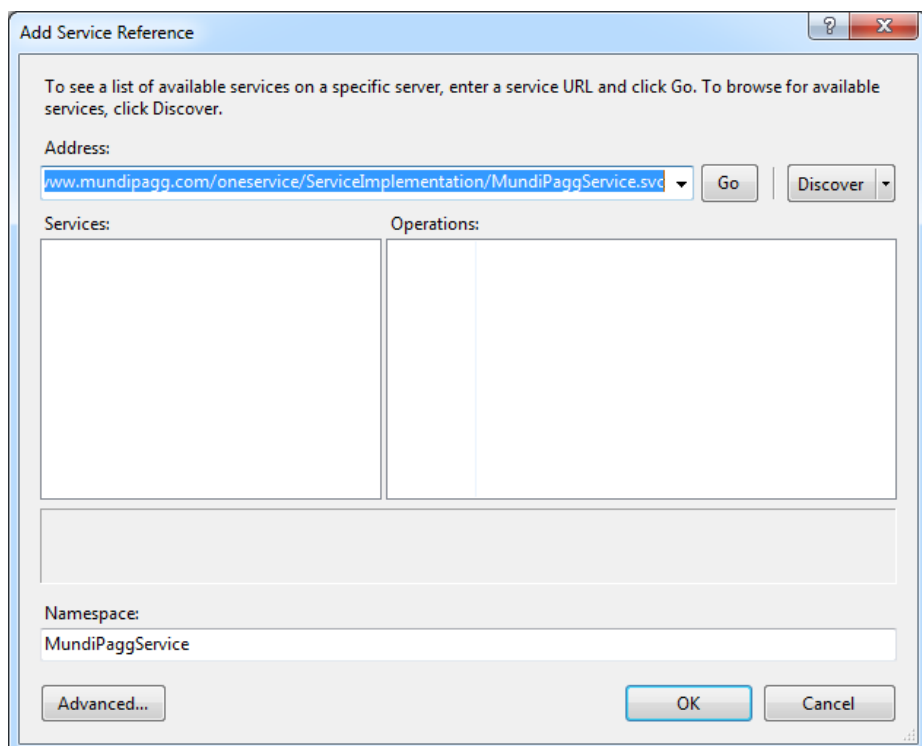 Add Service Reference
To see a list of available services on a specific server, enter a service URL and click Go. To browse for available
services, click Discover.
Address:
www.mundipagg.com/oneservice/ServiceImplementation/MundiPaggService.svc
Go
Discover
Services:
Operations:
Namespace:
MundiPaggService
Advanced...
OK
Cancel